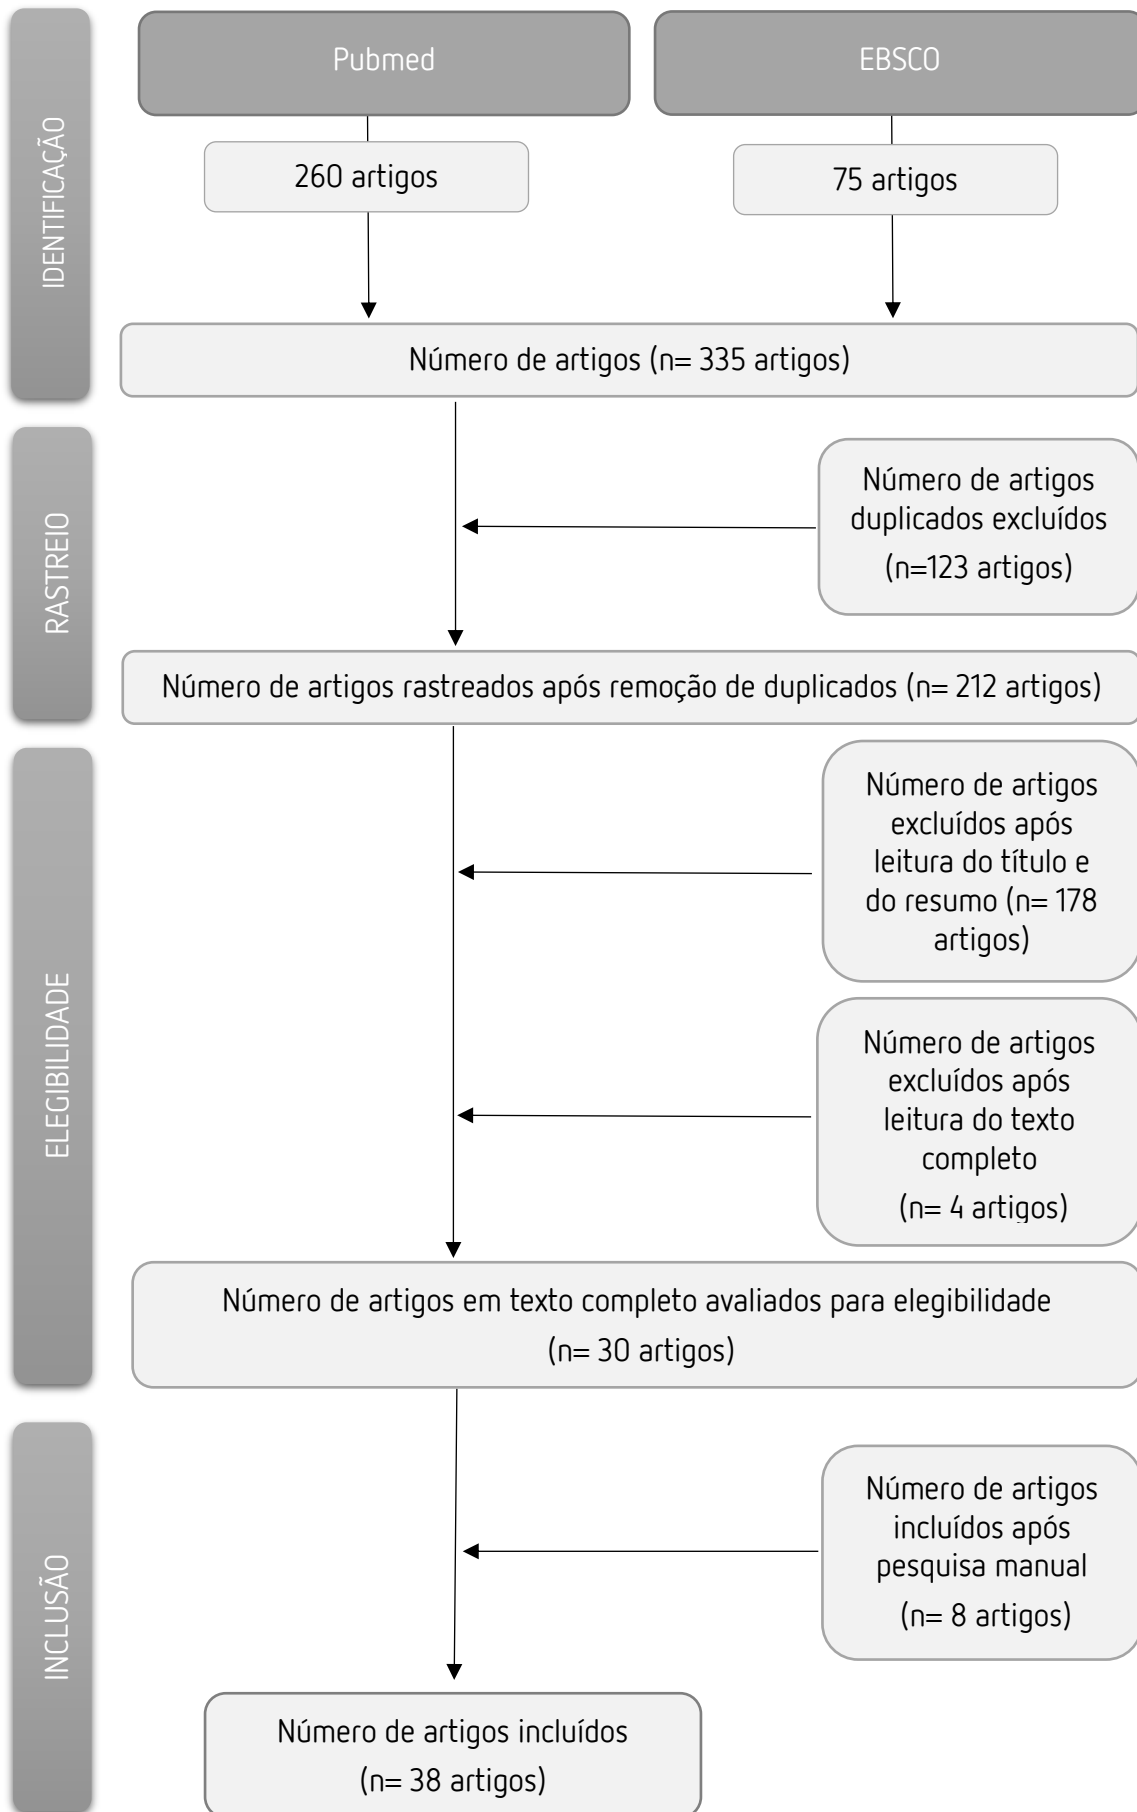 IDENTIFICAÇÃO
Pubmed
EBSCO
260 artigos
75 artigos
Número de artigos (n= 335 artigos)
RASTREIO
Número de artigos
duplicados excluídos
(n=123 artigos)
Número de artigos rastreados após remoção de duplicados (n= 212 artigos)
ELEGIBILIDADE
Número de artigos
excluídos após
leitura do título e
do resumo (n= 178
artigos)
Número de artigos
excluídos após
leitura do texto
completo
(n= 4 artigos)
Número de artigos em texto completo avaliados para elegibilidade
(n= 30 artigos)
INCLUSÃO
Número de artigos
incluídos após
pesquisa manual
(n= 8 artigos)
Número de artigos incluídos
(n= 38 artigos)